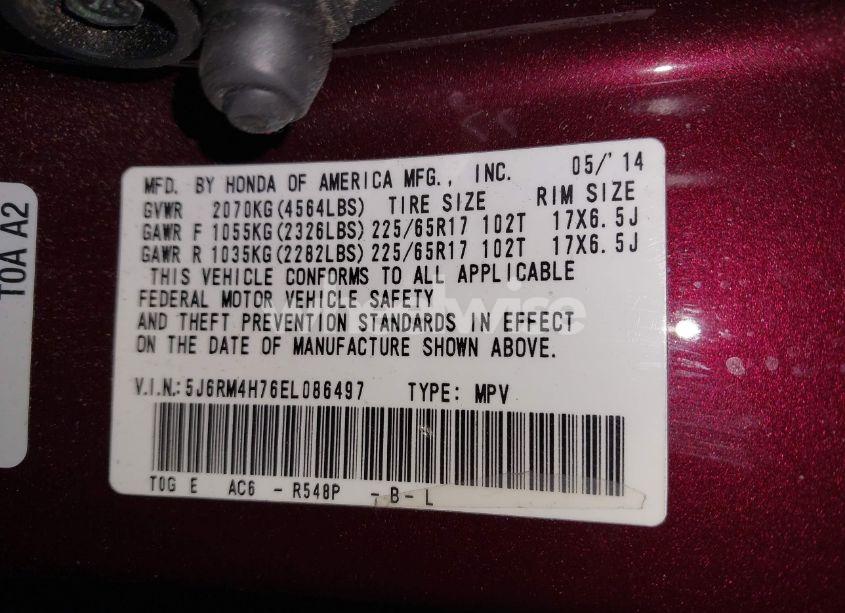 TOA A2
MFD. BY HONDA OF AMERICA MFG., INC. 05/'14
GVWR 2070KG(4564LBS) TIRE SIZE RIM SIZE
GAWR F 1055KG(2326LBS) 225/65R17 102T 17X6.5J
GAWR R 1035KG(2282LBS) 225/65R17 102T 17X6.5J
THIS VEHICLE CONFORMS TO ALL APPLICABLE
FEDERAL MOTOR VEHICLE SAFETY
AND THEFT PREVENTION STANDARDS IN EFFECT
ON THE DATE OF MANUFACTURE SHOWN ABOVE.
V.I.N.:5J6RM4H76EL086497 TYPE: MPV
T0G E AC6 - R548P - B - L